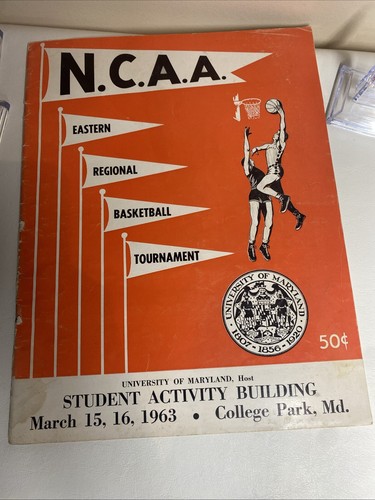 N.C.A.A.
EASTERN
REGIONAL
BASKETBALL
TOURNAMENT
UNIVERSITY OF MARYLAND
1807 - 1856 - 1920
50¢
UNIVERSITY OF MARYLAND, Host
STUDENT ACTIVITY BUILDING
March 15, 16, 1963 • College Park, Md.